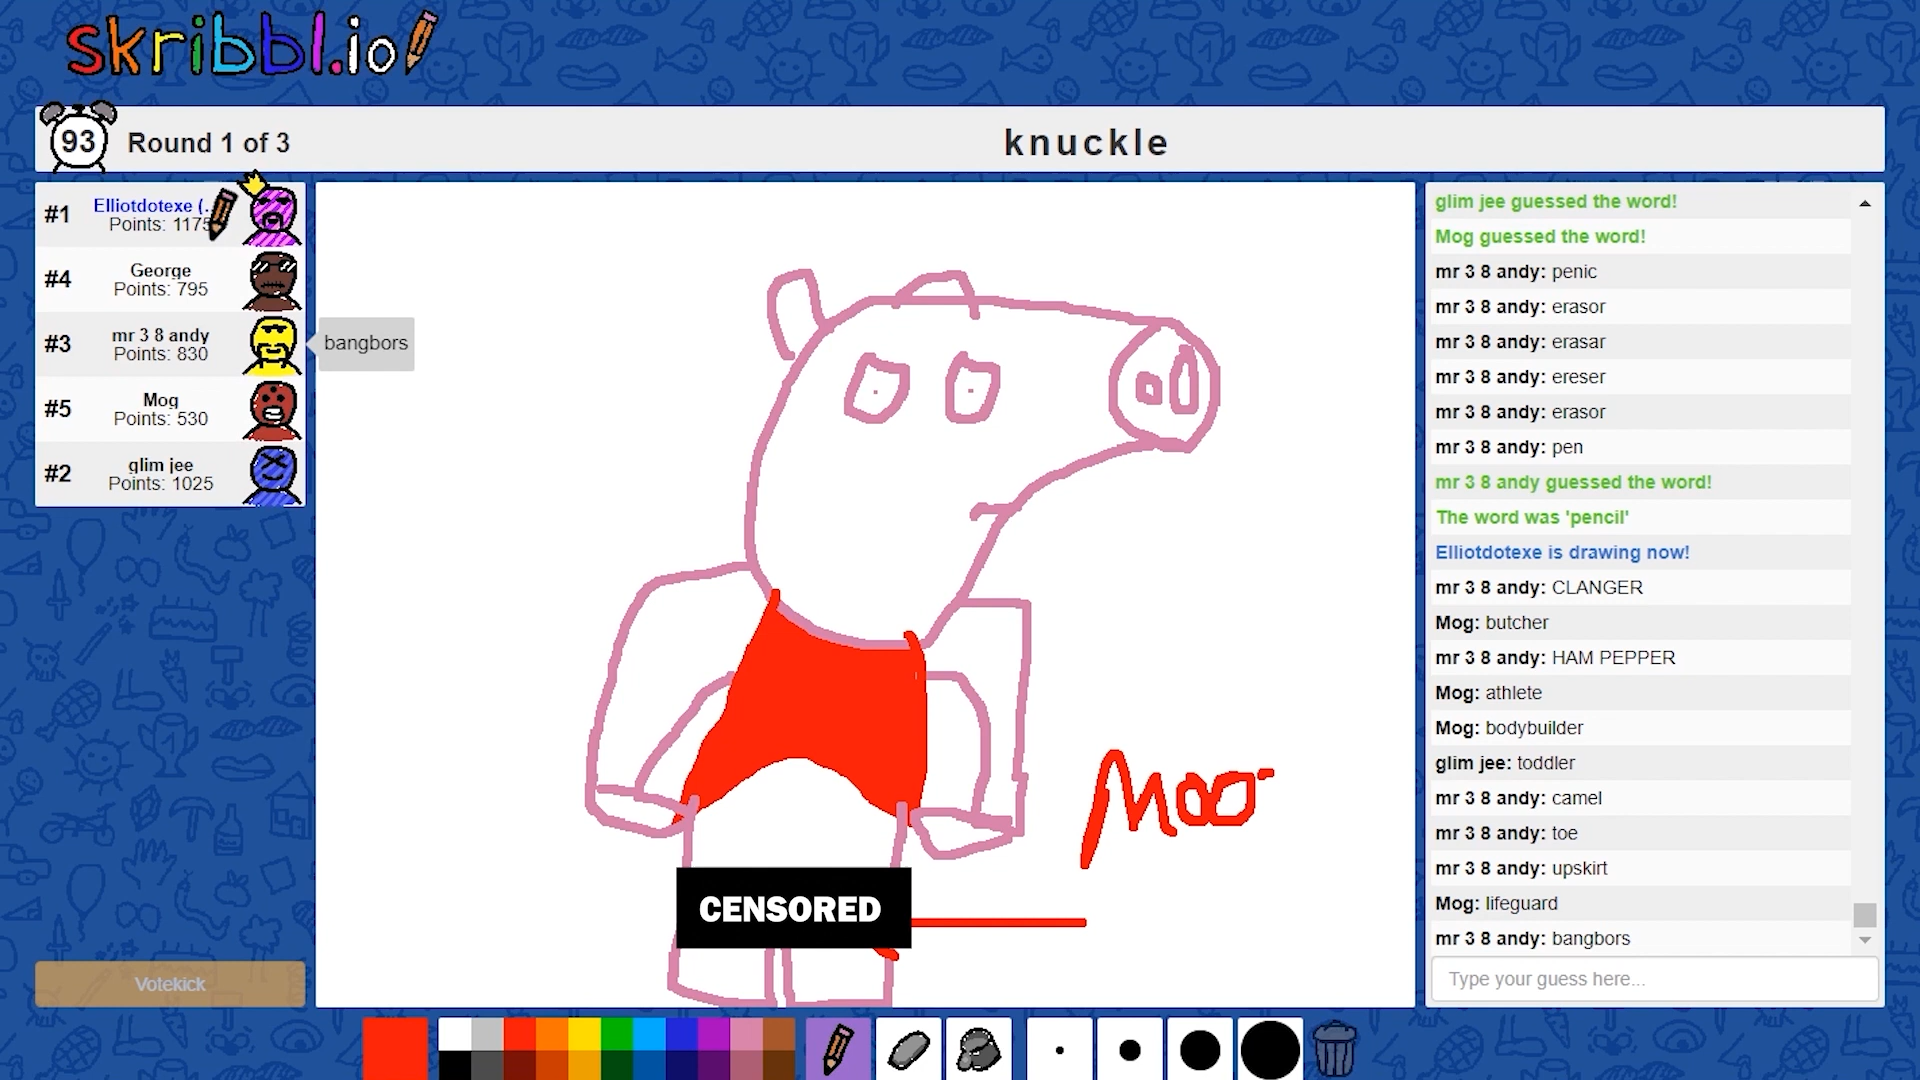 skribbl.io
93
Round 1 of 3
knuckle
#1
Elliotdotexe (..
Points: 1175
#4
George
Points: 795
#3
mr 3 8 andy
Points: 830
bangbors
#5
Mog
Points: 530
#2
glim jee
Points: 1025
Votekick
Moo
CENSORED
glim jee guessed the word!
Mog guessed the word!
mr 3 8 andy: penic
mr 3 8 andy: erasor
mr 3 8 andy: erasar
mr 3 8 andy: ereser
mr 3 8 andy: erasor
mr 3 8 andy: pen
mr 3 8 andy guessed the word!
The word was 'pencil'
Elliotdotexe is drawing now!
mr 3 8 andy: CLANGER
Mog: butcher
mr 3 8 andy: HAM PEPPER
Mog: athlete
Mog: bodybuilder
glim jee: toddler
mr 3 8 andy: camel
mr 3 8 andy: toe
mr 3 8 andy: upskirt
Mog: lifeguard
mr 3 8 andy: bangbors
Type your guess here...